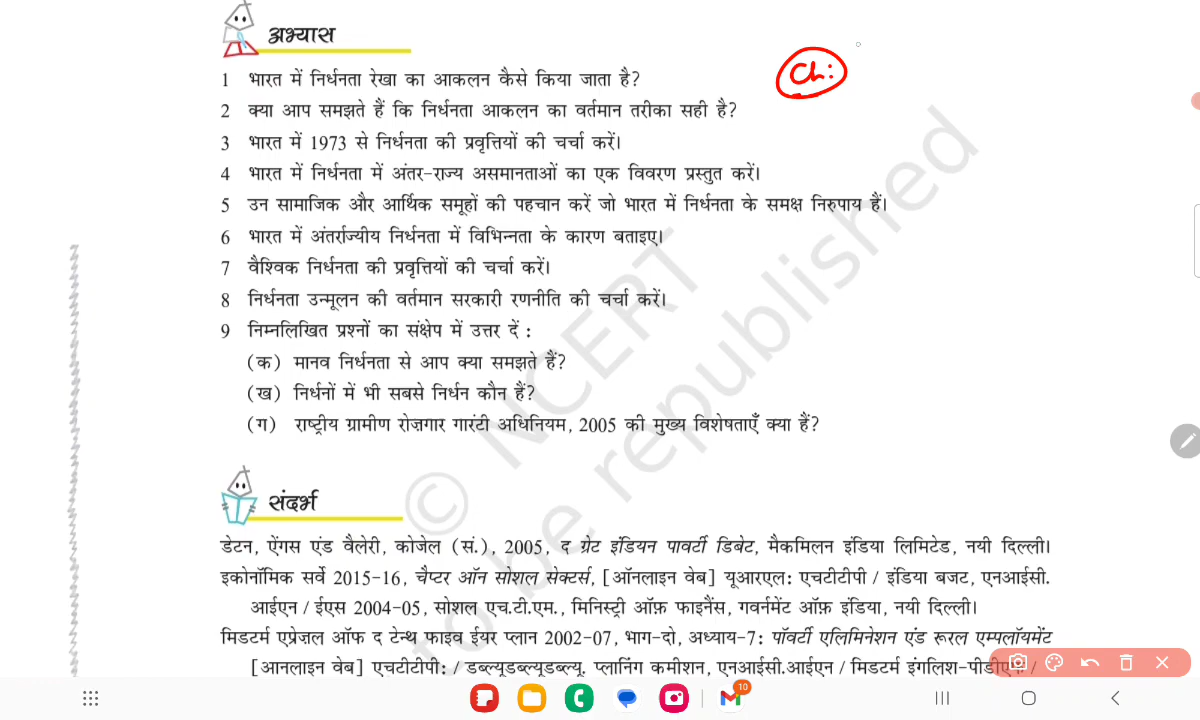 अभ्यास
Ch:
1 भारत में निर्धनता रेखा का आकलन कैसे किया जाता है?
2 क्या आप समझते हैं कि निर्धनता आकलन का वर्तमान तरीका सही है?
3 भारत में 1973 से निर्धनता की प्रवृत्तियों की चर्चा करें।
4 भारत में निर्धनता में अंतर-राज्य असमानताओं का एक विवरण प्रस्तुत करें।
5 उन सामाजिक और आर्थिक समूहों की पहचान करें जो भारत में निर्धनता के समक्ष निरुपाय हैं।
6 भारत में अंतर्राज्यीय निर्धनता में विभिन्नता के कारण बताइए।
7 वैश्विक निर्धनता की प्रवृत्तियों की चर्चा करें।
8 निर्धनता उन्मूलन की वर्तमान सरकारी रणनीति की चर्चा करें।
9 निम्नलिखित प्रश्नों का संक्षेप में उत्तर दें :
(क) मानव निर्धनता से आप क्या समझते हैं?
(ख) निर्धनों में भी सबसे निर्धन कौन हैं?
(ग) राष्ट्रीय ग्रामीण रोज़गार गारंटी अधिनियम, 2005 की मुख्य विशेषताएँ क्या हैं?
© NCERT
to be republished
संदर्भ
डेटन, ऐंगस एंड वैलेरी, कोजेल (सं.), 2005, द ग्रेट इंडियन पावर्टी डिबेट, मैकमिलन इंडिया लिमिटेड, नयी दिल्ली।
इकोनॉमिक सर्वे 2015-16, चैप्टर ऑन सोशल सेक्टर्स, [ऑनलाइन वेब] यूआरएल: एचटीटीपी / इंडिया बजट, एनआईसी.
आईएन / ईएस 2004-05, सोशल एच.टी.एम., मिनिस्ट्री ऑफ़ फाइनैंस, गवर्नमेंट ऑफ़ इंडिया, नयी दिल्ली।
मिडटर्म एप्रेज़ल ऑफ द टेन्थ फाइव ईयर प्लान 2002-07, भाग-दो, अध्याय-7: पॉवर्टी एलिमिनेशन एंड रूरल एम्पलॉयमेंट
[आनलाइन वेब] एचटीटीपी: / डब्ल्यूडब्ल्यूडब्ल्यू. प्लानिंग कमीशन, एनआईसी.आईएन / मिडटर्म इंगलिश-पीडीएफ /
10